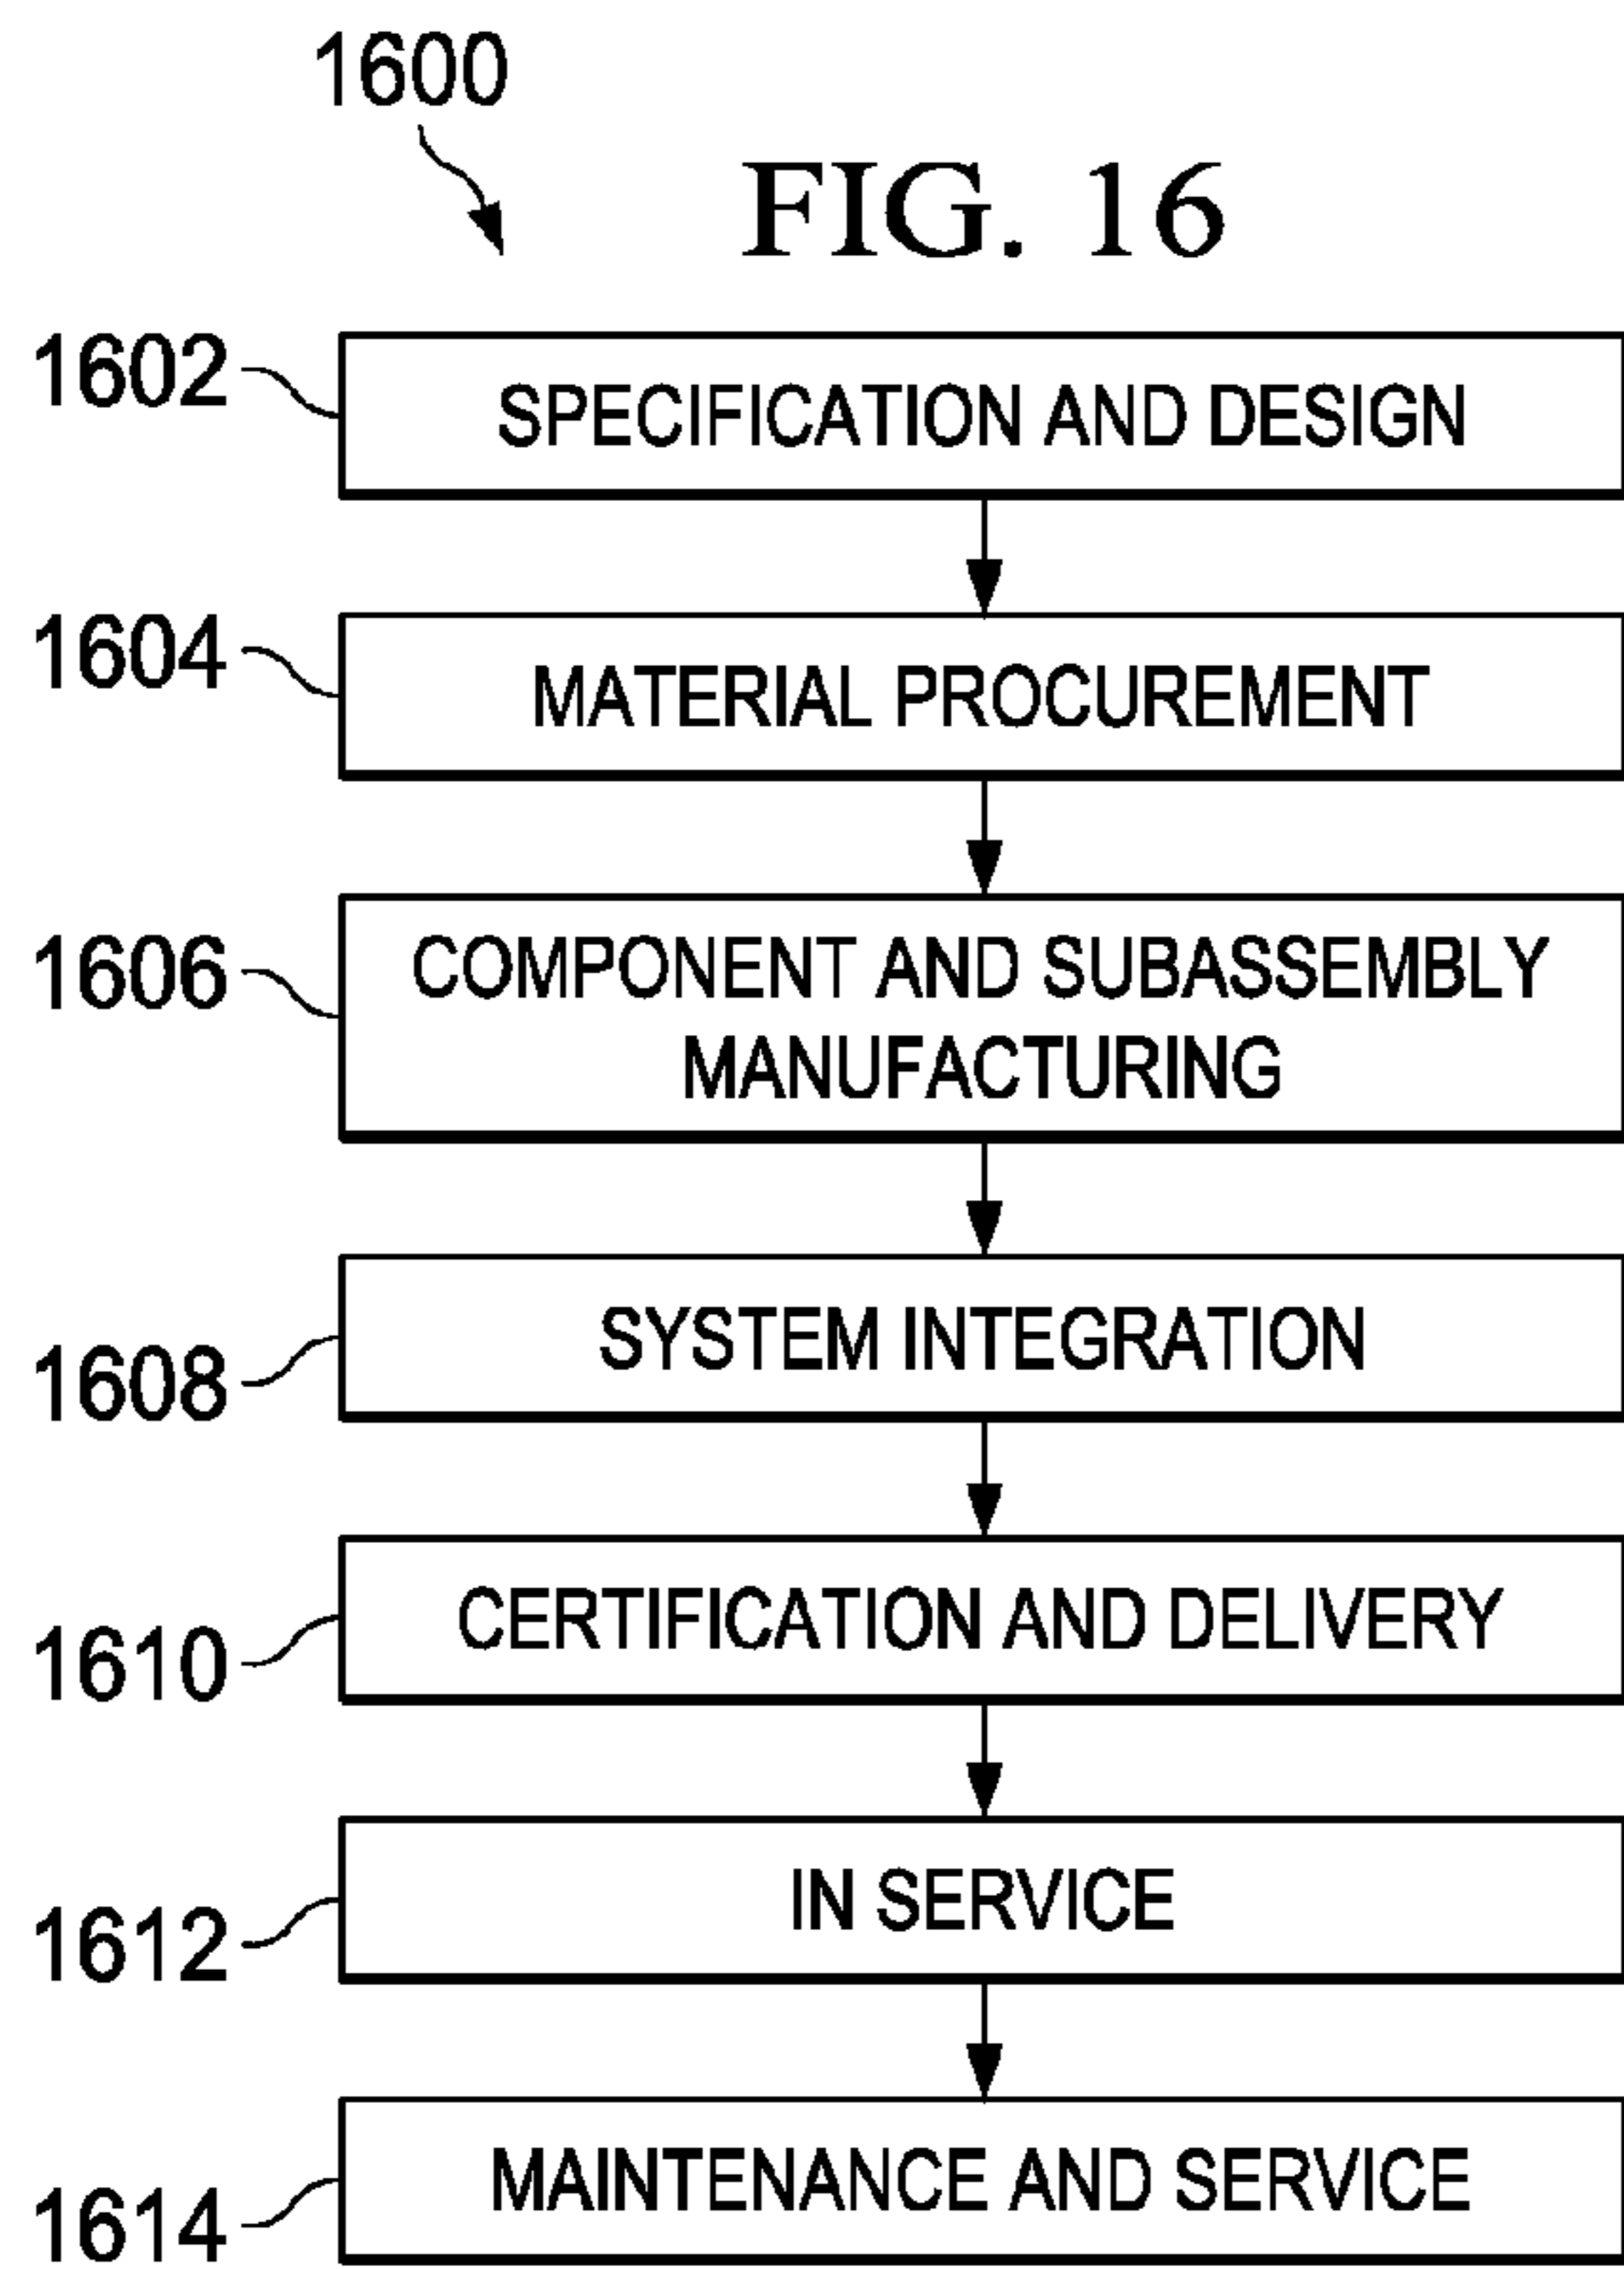 1600
FIG. 16
1602
SPECIFICATION AND DESIGN
1604
MATERIAL PROCUREMENT
1606
COMPONENT AND SUBASSEMBLY
MANUFACTURING
1608
SYSTEM INTEGRATION
1610
CERTIFICATION AND DELIVERY
1612
IN SERVICE
1614
MAINTENANCE AND SERVICE